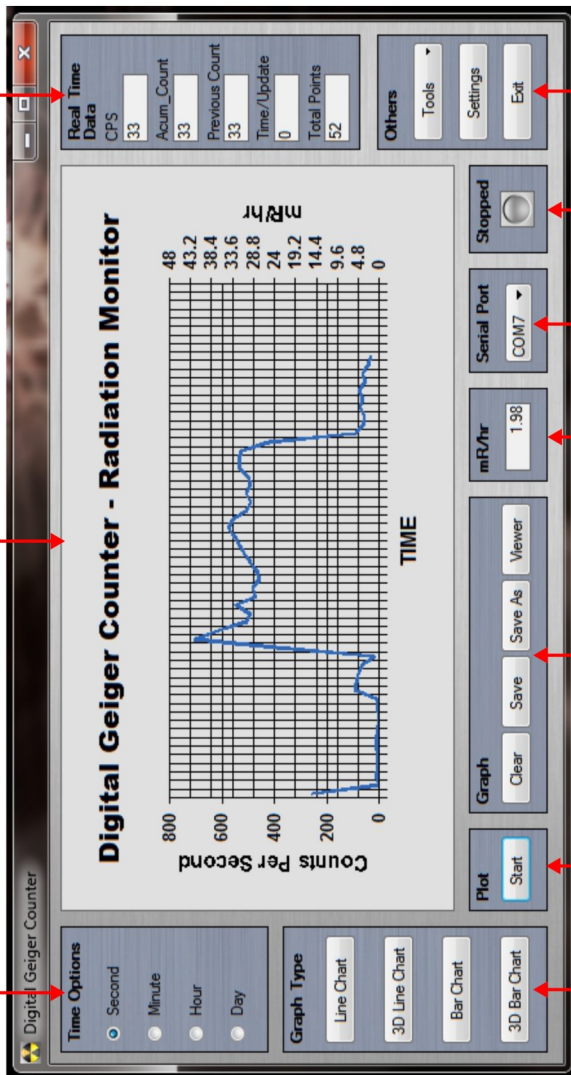 Digital Geiger Counter
Time Options
Second
Minute
Hour
Day
Graph Type
Line Chart
3D Line Chart
Bar Chart
3D Bar Chart
Digital Geiger Counter - Radiation Monitor
Counts Per Second
800
600
400
200
0
TIME
mR/hr
48
43.2
38.4
33.6
28.8
24
19.2
14.4
9.6
4.8
0
Real Time
Data
CPS
33
Acum_Count
33
Previous Count
33
Time/Update
0
Total Points
52
Plot
Start
Graph
Clear
Save
Save As
Viewer
mR/hr
1.98
Serial Port
COM7
Stopped
Others
Tools
Settings
Exit